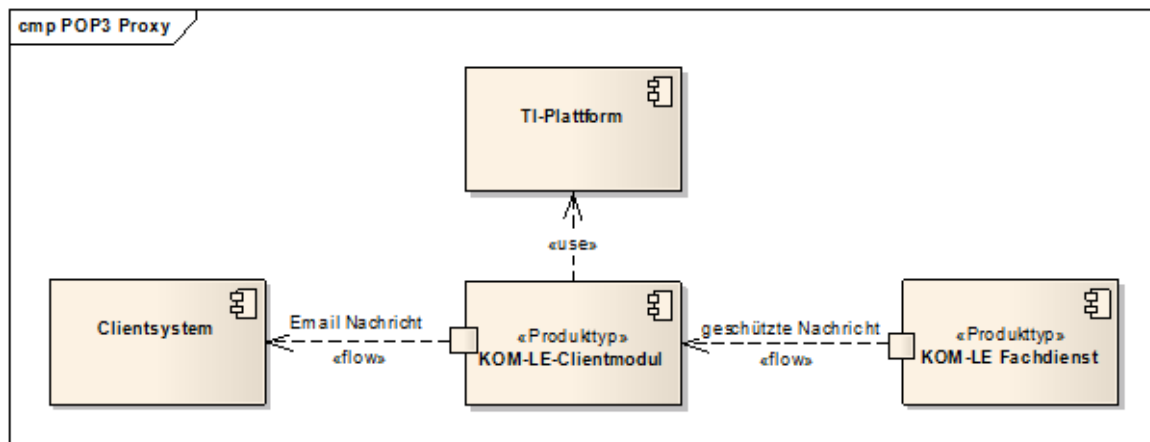 cmp POP3 Proxy
TI-Plattform
«use»
Clientsystem
Email Nachricht
«flow»
«Produkttyp»
KOM-LE-Clientmodul
geschützte Nachricht
«flow»
«Produkttyp»
KOM-LE Fachdienst